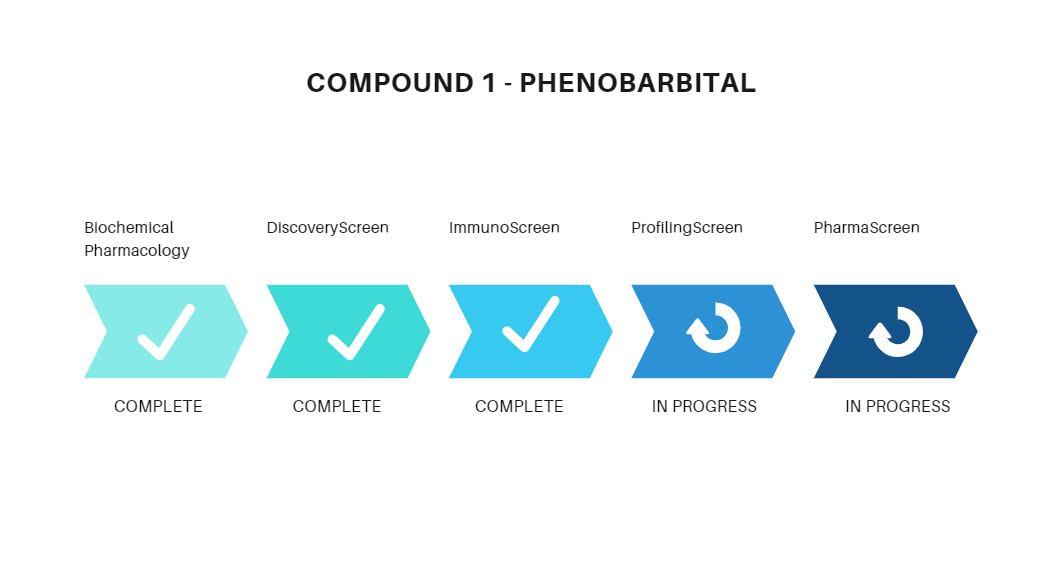 COMPOUND 1 - PHENOBARBITAL
Biochemical
Pharmacology
DiscoveryScreen
ImmunoScreen
ProfilingScreen
PharmaScreen
COMPLETE
COMPLETE
COMPLETE
IN PROGRESS
IN PROGRESS